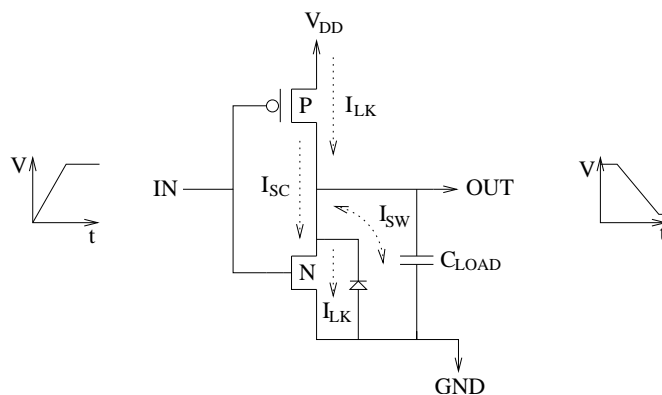 V_DD
P
I_LK
V
IN
I_SC
OUT
V
I_SW
t
t
N
C_LOAD
I_LK
GND